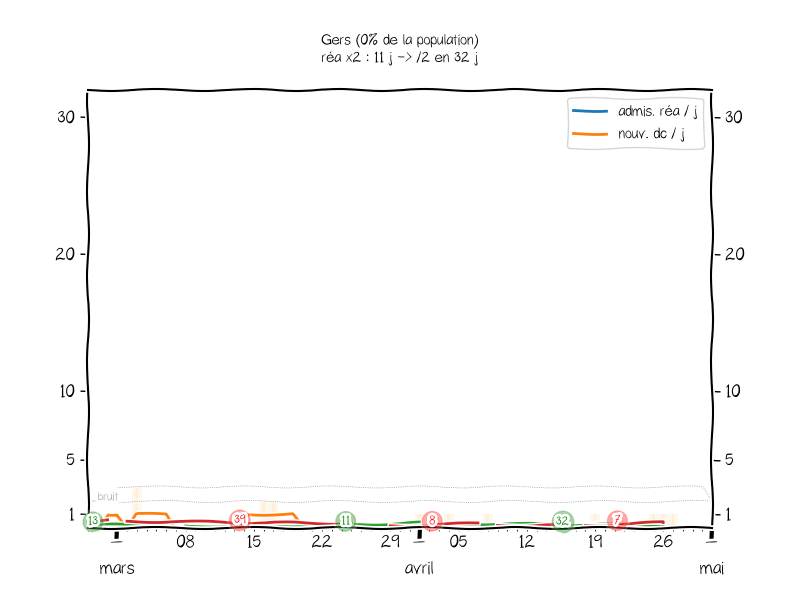 Gers (0% de la population)
réa x2 : 11 j -> /2 en 32 j
admis. réa / j
nouv. dc / j
30 30
20 20
10 10
5 5
bruit
1 1
13 39 11 8 32 7
08 15 22 29 05 12 19 26
mars avril mai